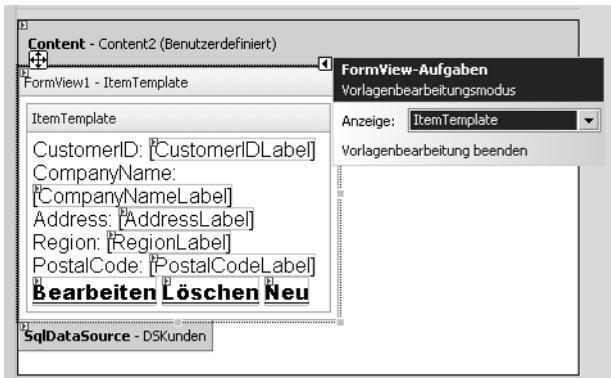 Content - Content2 (Benutzerdefiniert)
FormView1 - ItemTemplate
ItemTemplate
CustomerID: [CustomerIDLabel]
CompanyName:
[CompanyNameLabel]
Address: [AddressLabel]
Region: [RegionLabel]
PostalCode: [PostalCodeLabel]
Bearbeiten Löschen Neu
SqlDataSource - DSKunden
FormView-Aufgaben
Vorlagenbearbeitungsmodus
Anzeige: ItemTemplate
Vorlagenbearbeitung beenden